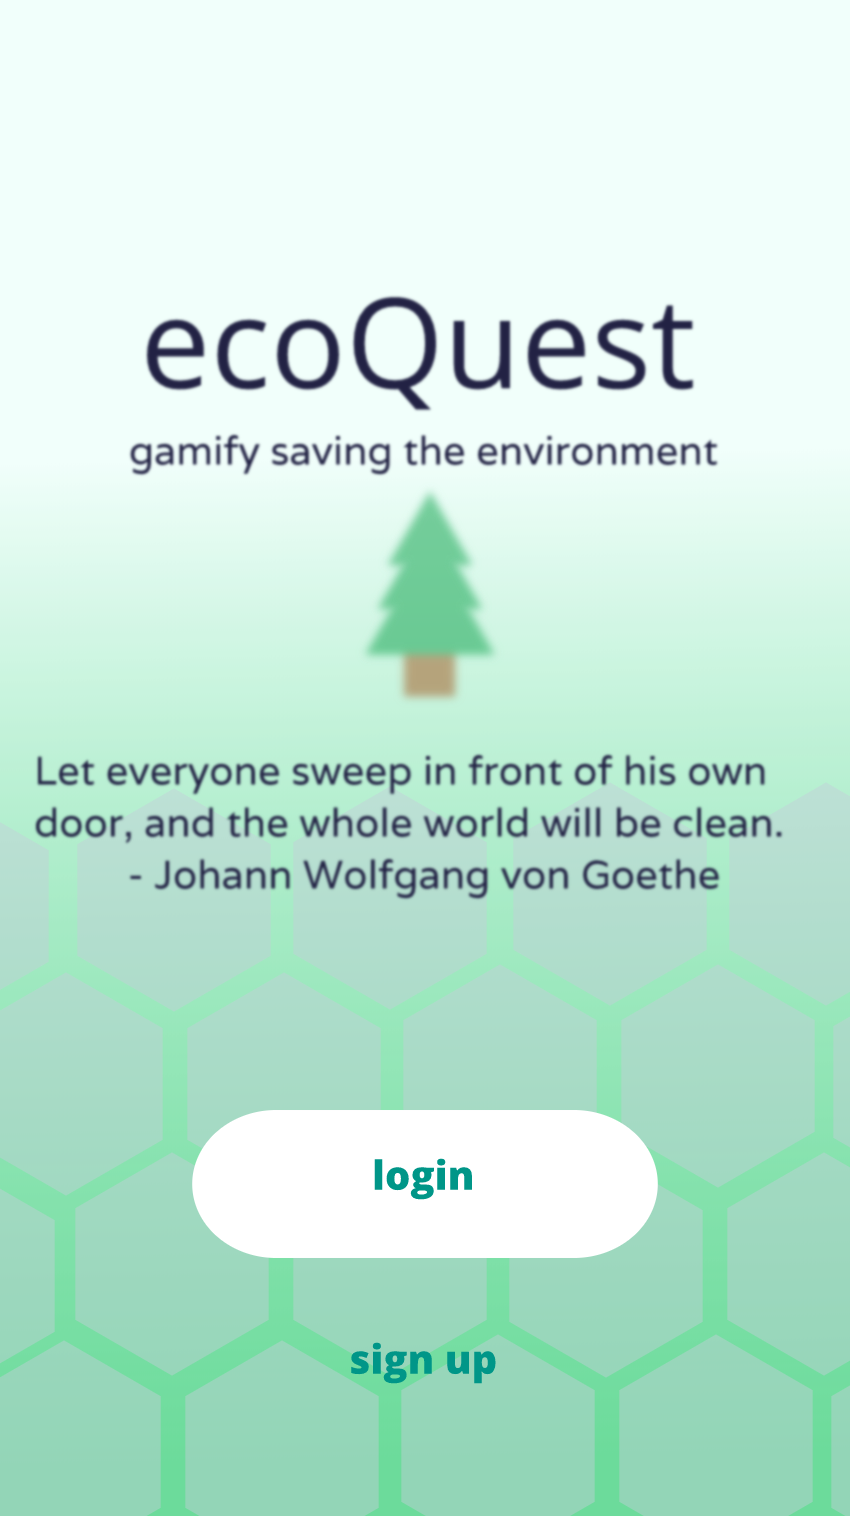 ecoQuest
gamify saving the environment
Let everyone sweep in front of his own
door, and the whole world will be clean.
- Johann Wolfgang von Goethe
login
sign up